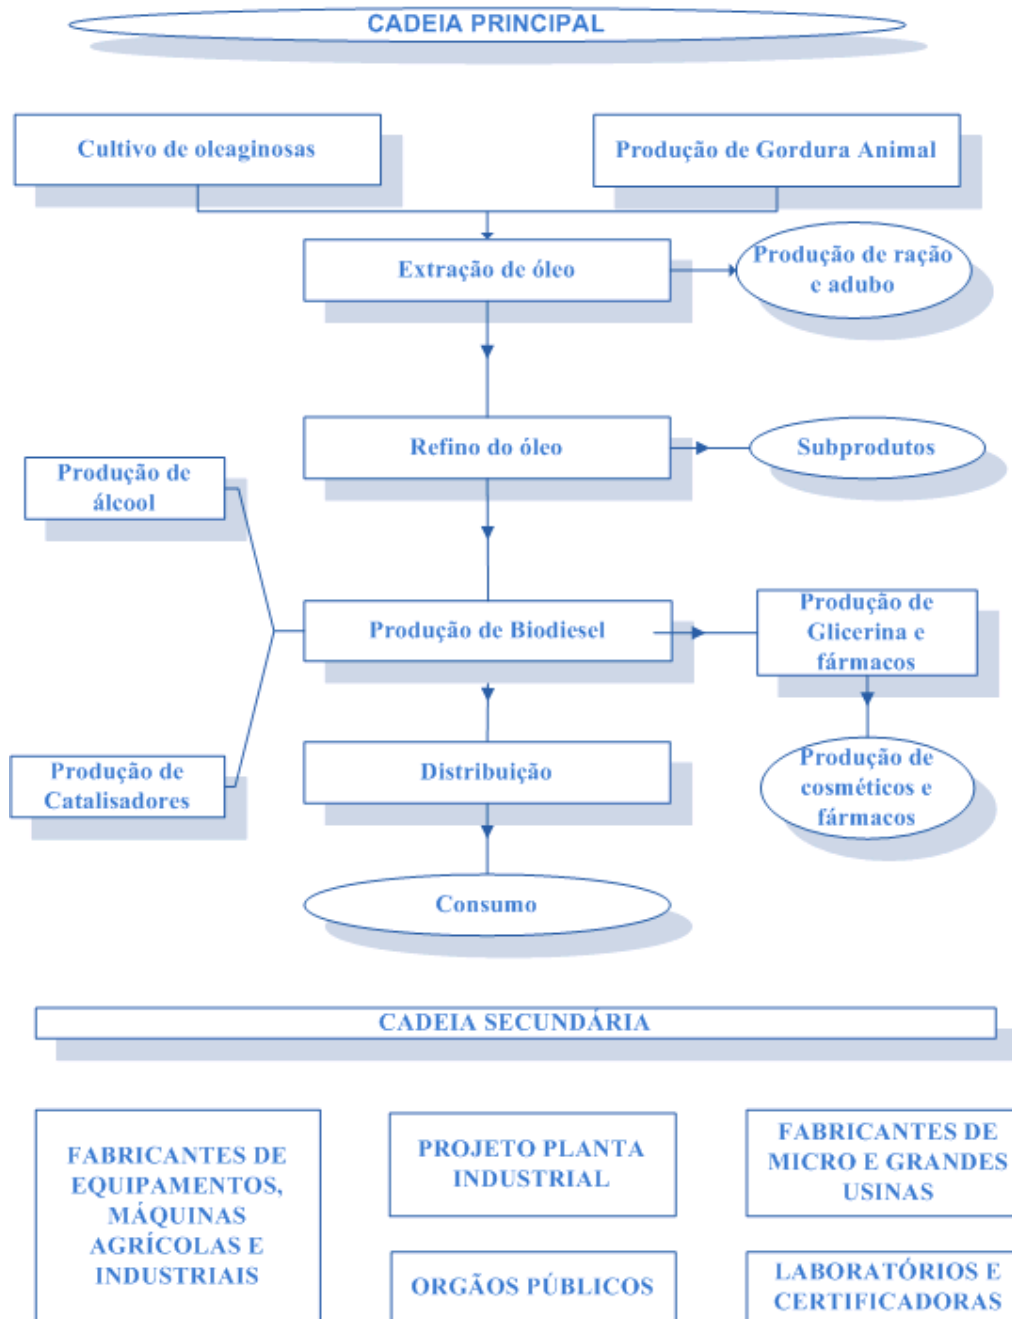 CADEIA PRINCIPAL
Cultivo de oleaginosas
Produção de Gordura Animal
Extração de óleo
Produção de ração
e adubo
Refino do óleo
Subprodutos
Produção de
álcool
Produção de Biodiesel
Produção de
Glicerina e
fármacos
Produção de
Catalisadores
Distribuição
Produção de
cosméticos e
fármacos
Consumo
CADEIA SECUNDÁRIA
FABRICANTES DE
EQUIPAMENTOS,
MÁQUINAS
AGRÍCOLAS E
INDUSTRIAIS
PROJETO PLANTA
INDUSTRIAL
FABRICANTES DE
MICRO E GRANDES
USINAS
ORGÃOS PÚBLICOS
LABORATÓRIOS E
CERTIFICADORAS